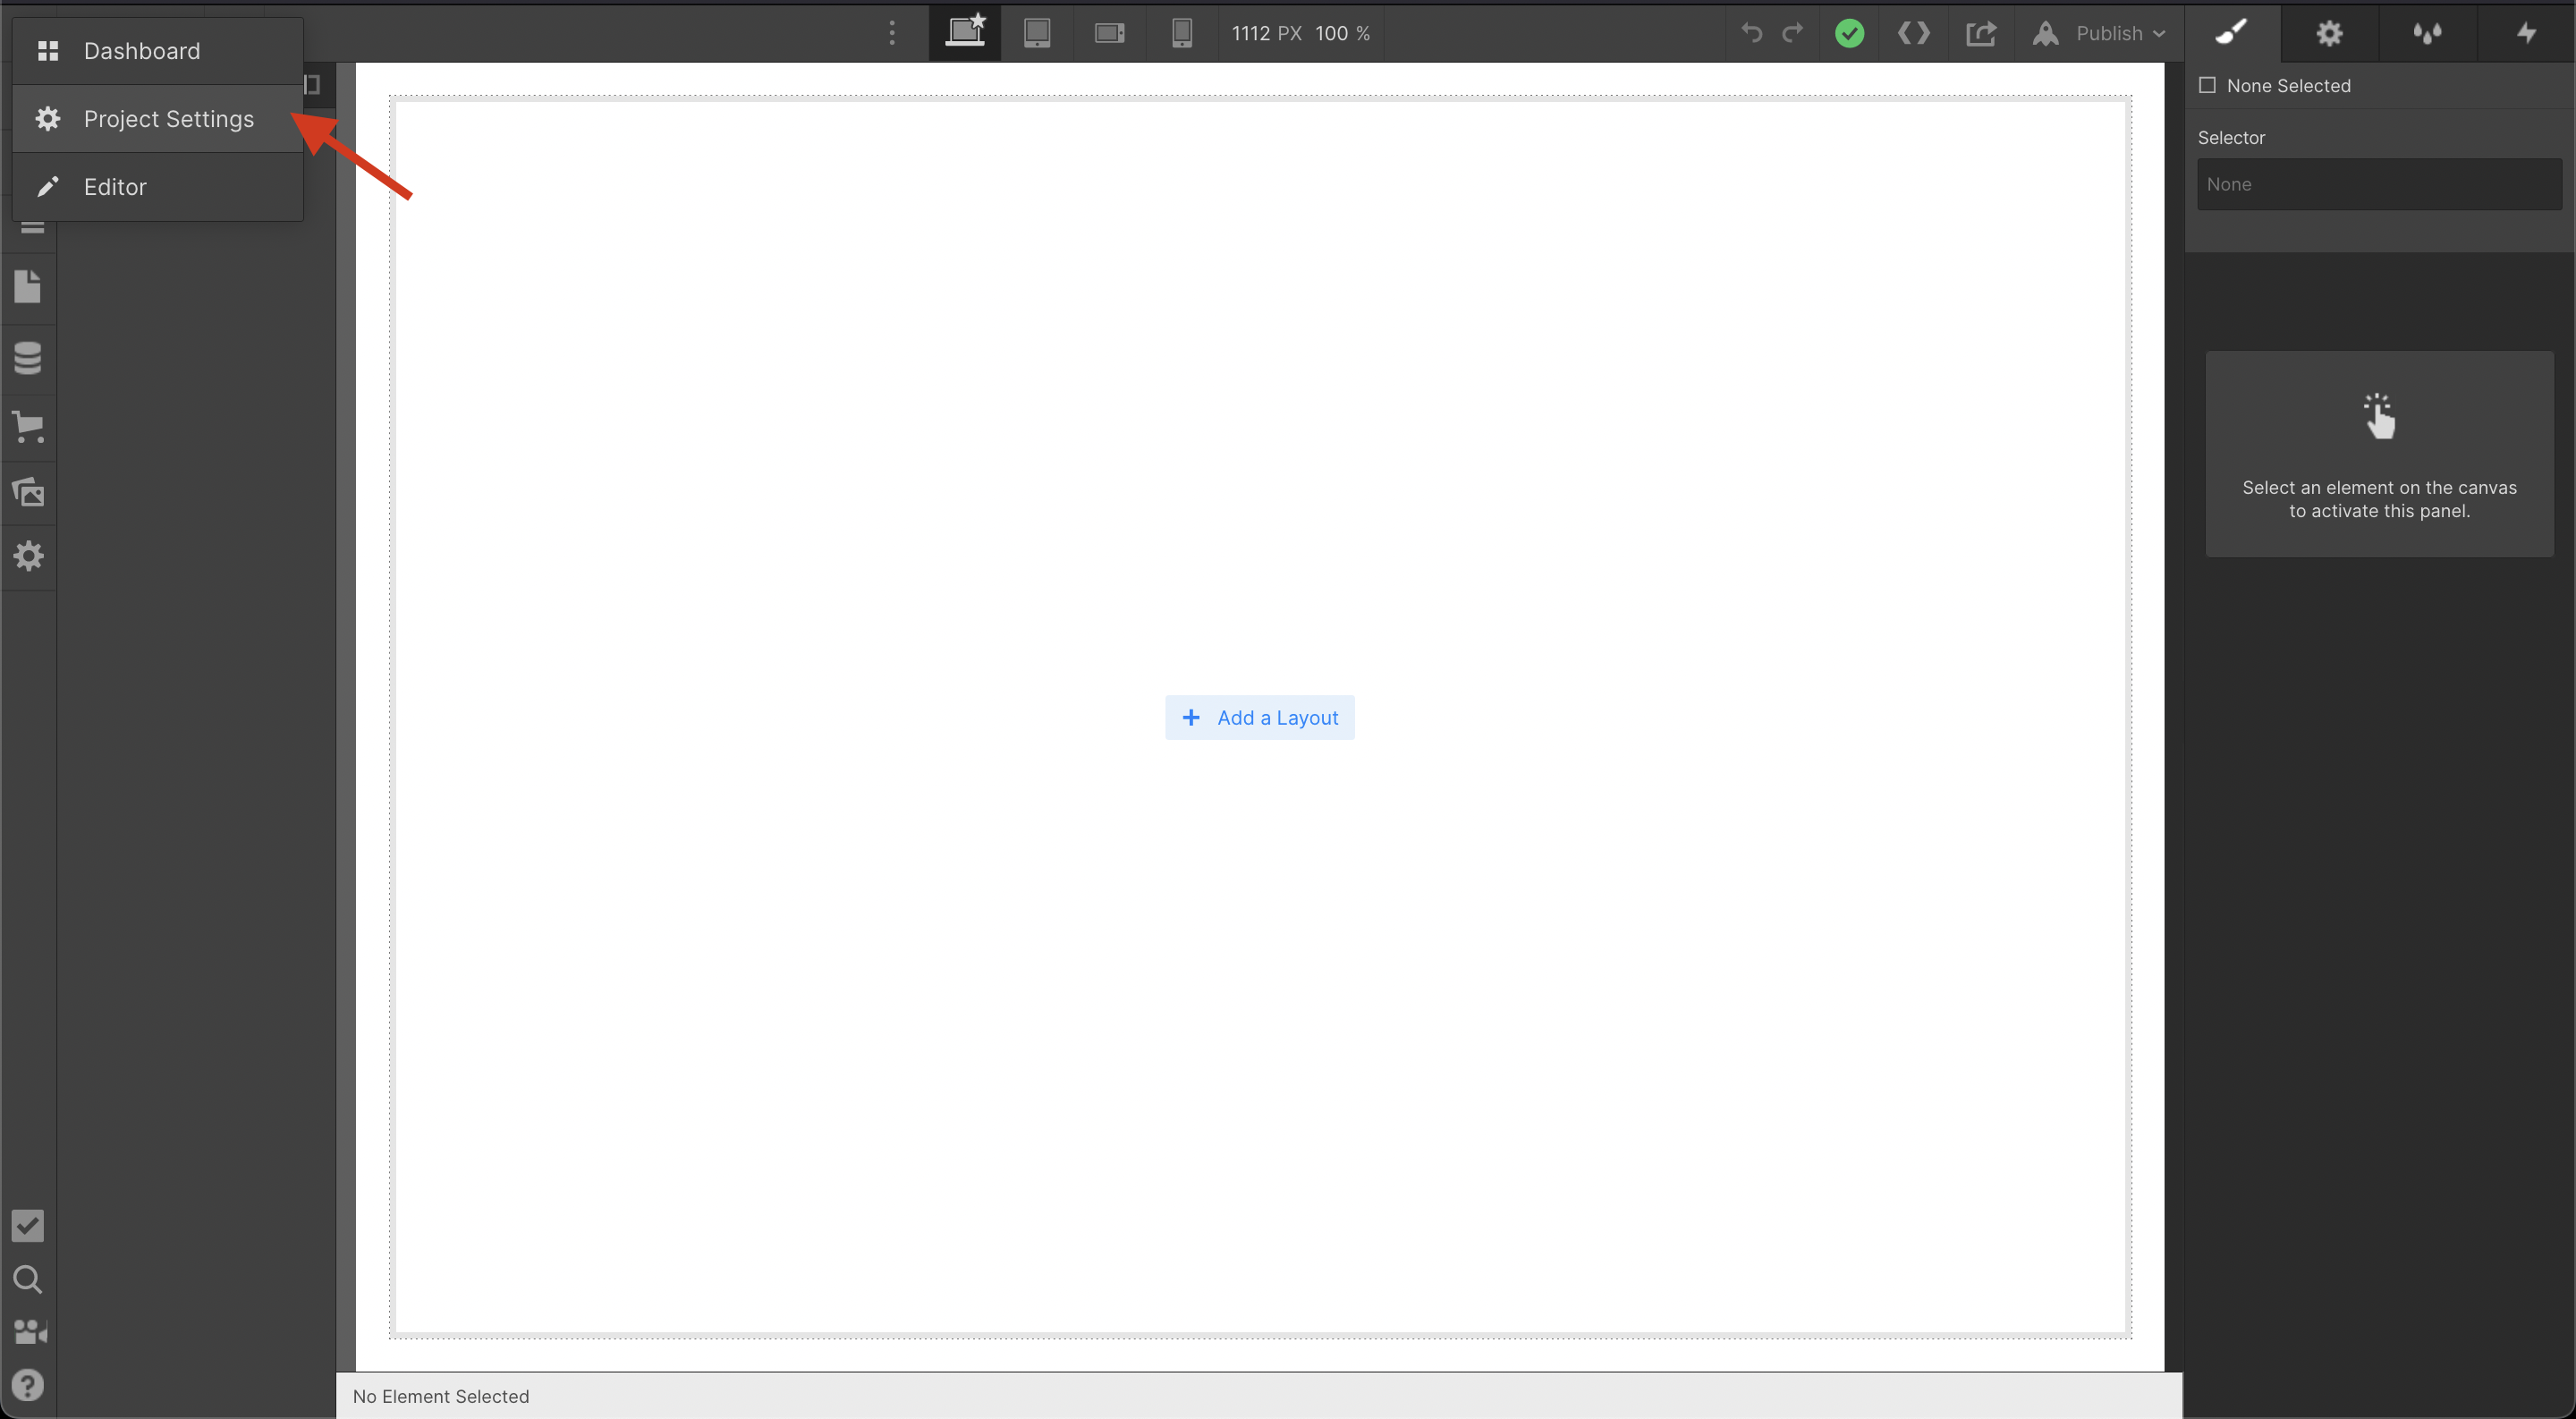 Dashboard
Project Settings
Editor
1112 PX 100 %
Publish
None Selected
Selector
None
Select an element on the canvas
to activate this panel.
Add a Layout
No Element Selected